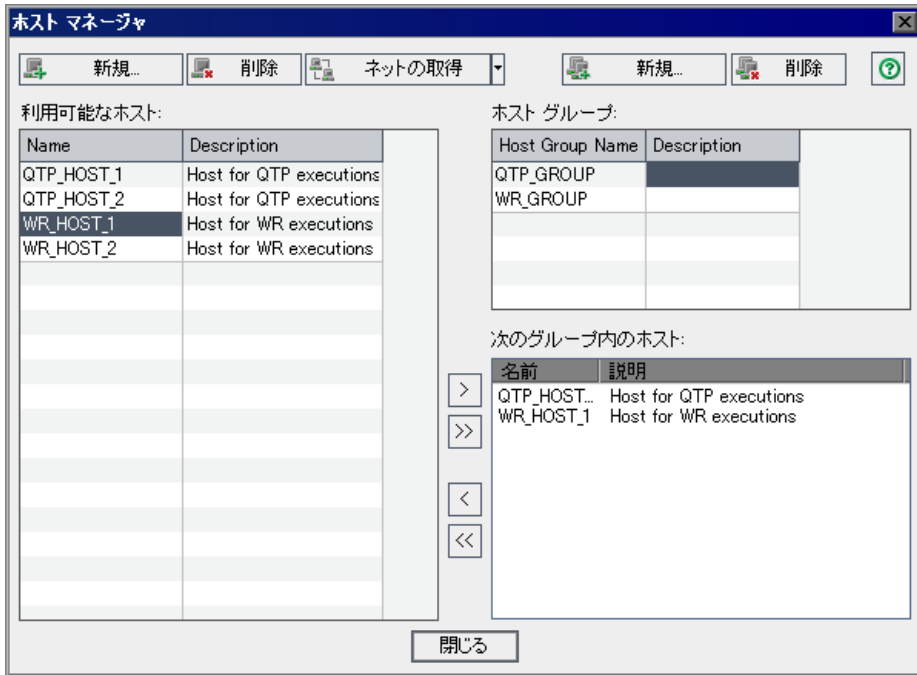 ホスト マネージャ
新規... 削除 ネットの取得 新規... 削除
利用可能なホスト:
Name Description
QTP_HOST_1 Host for QTP executions
QTP_HOST_2 Host for QTP executions
WR_HOST_1 Host for WR executions
WR_HOST_2 Host for WR executions
ホスト グループ:
Host Group Name Description
QTP_GROUP
WR_GROUP
次のグループ内のホスト:
名前 説明
QTP_HOST... Host for QTP executions
WR_HOST_1 Host for WR executions
>
>>
<
<<
閉じる